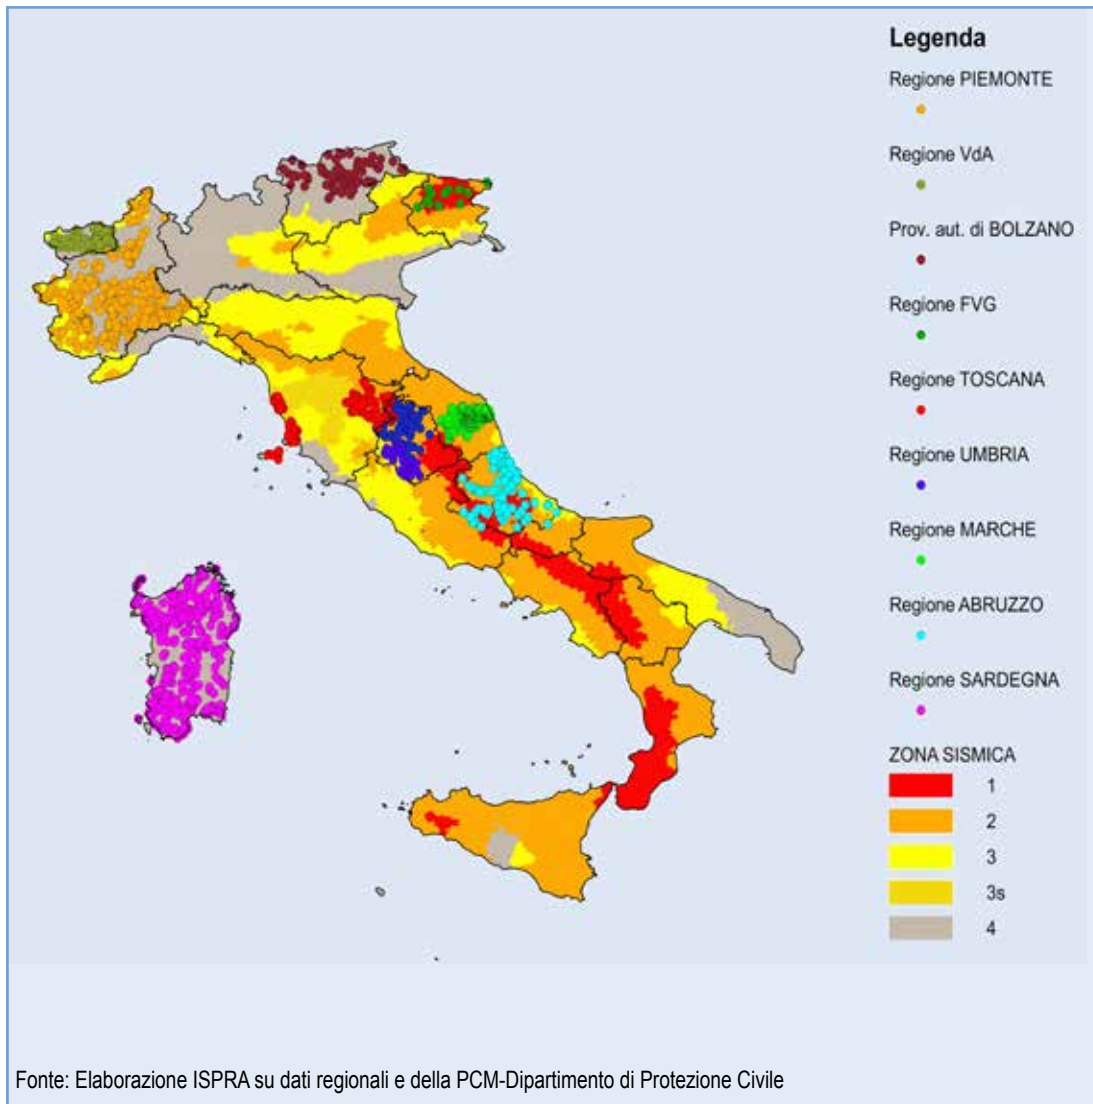 Legenda
Regione PIEMONTE
Regione VdA
Prov. aut. di BOLZANO
Regione FVG
Regione TOSCANA
Regione UMBRIA
Regione MARCHE
Regione ABRUZZO
Regione SARDEGNA
ZONA SISMICA
1
2
3
3s
4
Fonte: Elaborazione ISPRA su dati regionali e della PCM-Dipartimento di Protezione Civile